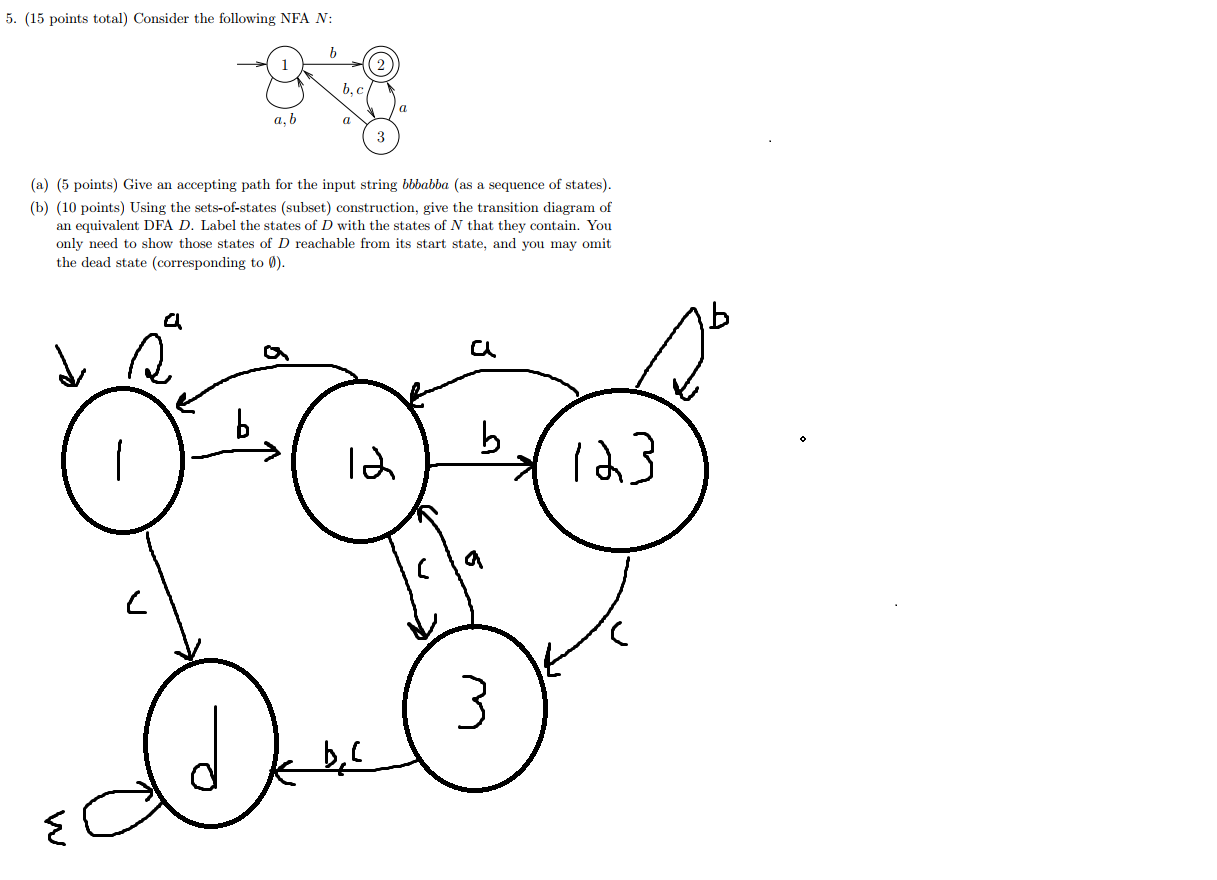 5. (15 points total) Consider the following NFA N:
b
1
2
b, c
a
a, b
a
3
(a) (5 points) Give an accepting path for the input string bbbabba (as a sequence of states).
(b) (10 points) Using the sets-of-states (subset) construction, give the transition diagram of
an equivalent DFA D. Label the states of D with the states of N that they contain. You
only need to show those states of D reachable from its start state, and you may omit
the dead state (corresponding to ∅).
a
a
a
b
b
b
1
12
123
c
a
c
c
3
d
b,c
Σ